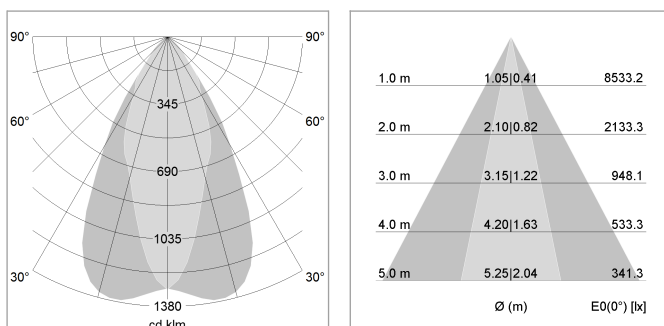 90° 90°
345
60° 60°
690
1035
30° 30°
1380
cd klm
1.0 m 1.05|0.41 8533.2
2.0 m 2.10|0.82 2133.3
3.0 m 3.15|1.22 948.1
4.0 m 4.20|1.63 533.3
5.0 m 5.25|2.04 341.3
Ø (m) E0(0°) [lx]